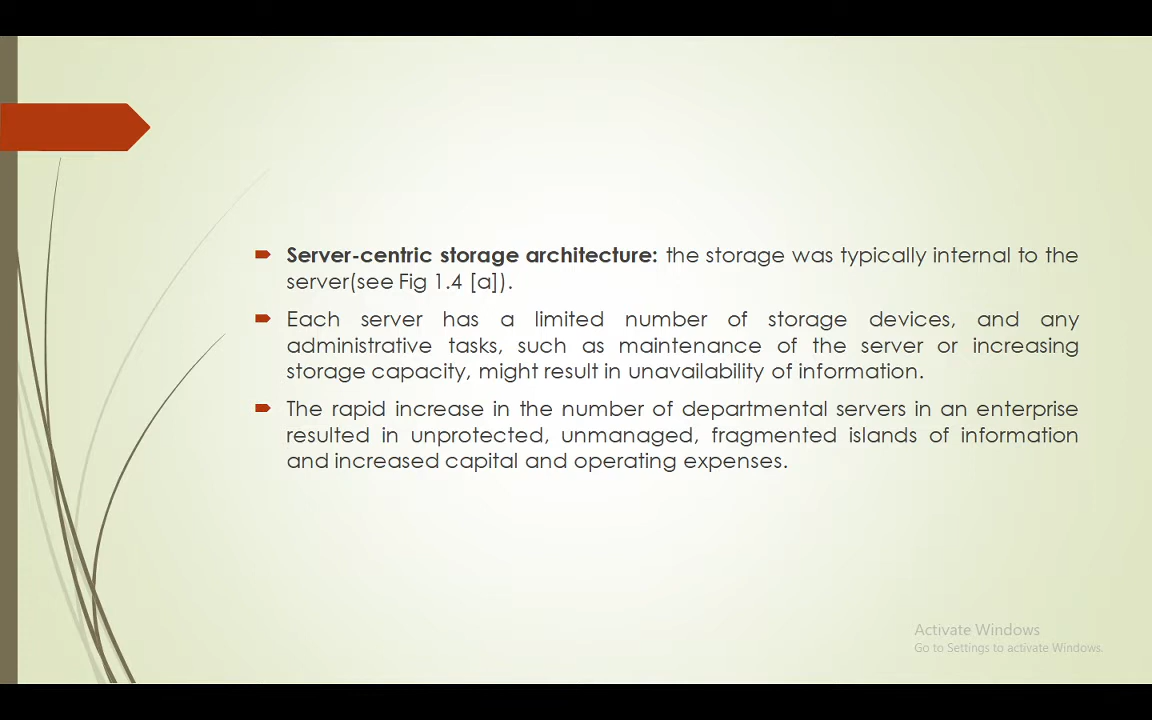 Server-centric storage architecture: the storage was typically internal to the
server(see Fig 1.4 [a]).
Each server has a limited number of storage devices, and any
administrative tasks, such as maintenance of the server or increasing
storage capacity, might result in unavailability of information.
The rapid increase in the number of departmental servers in an enterprise
resulted in unprotected, unmanaged, fragmented islands of information
and increased capital and operating expenses.
Activate Windows
Go to Settings to activate Windows.